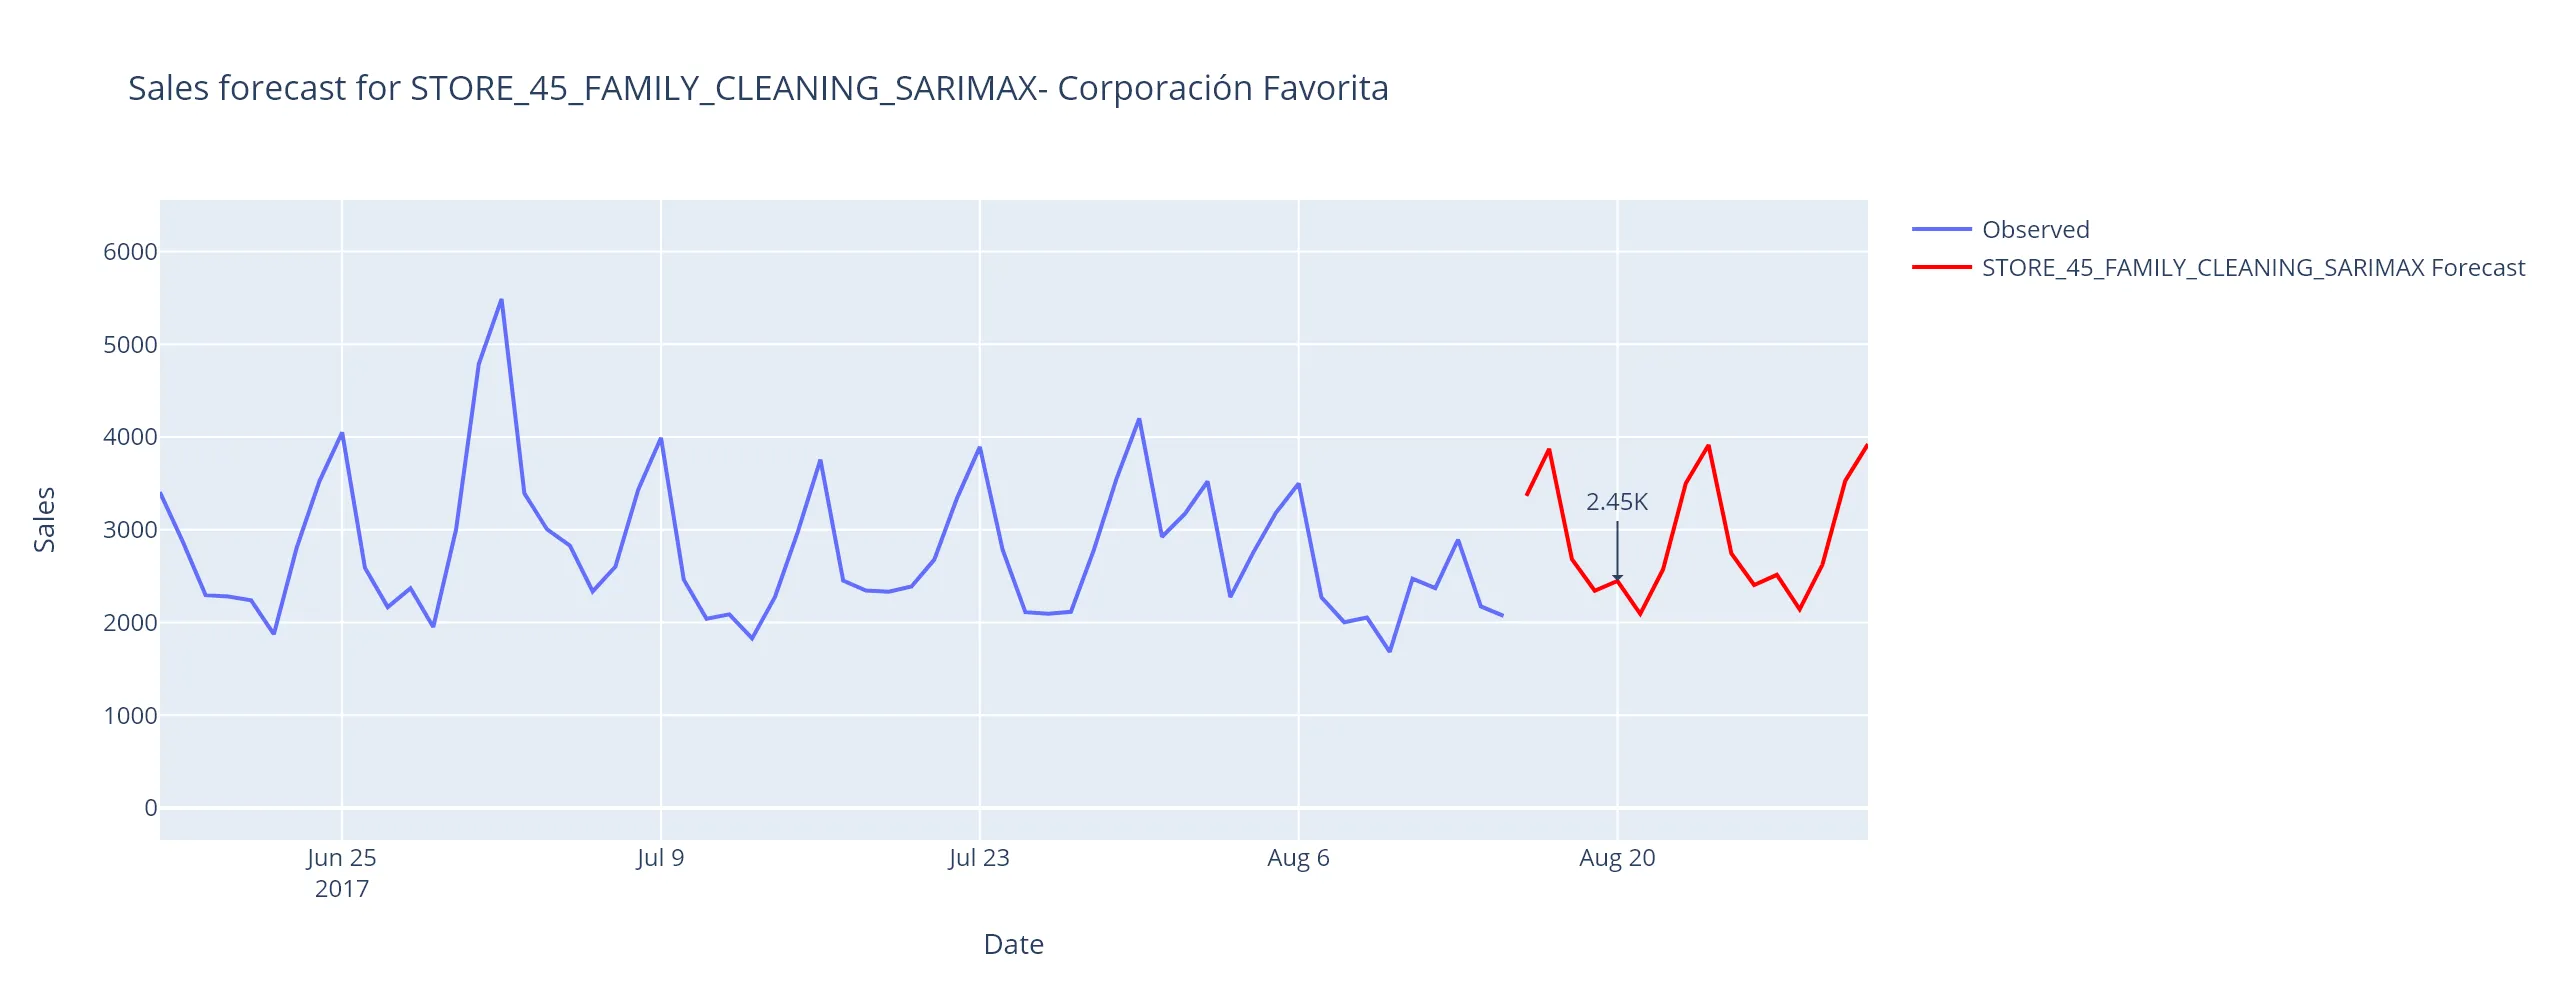 Sales forecast for STORE_45_FAMILY_CLEANING_SARIMAX- Corporación Favorita
Observed
STORE_45_FAMILY_CLEANING_SARIMAX Forecast
6000
5000
4000
3000
2000
1000
0
Sales
2.45K
Jun 25
2017
Jul 9
Jul 23
Aug 6
Aug 20
Date